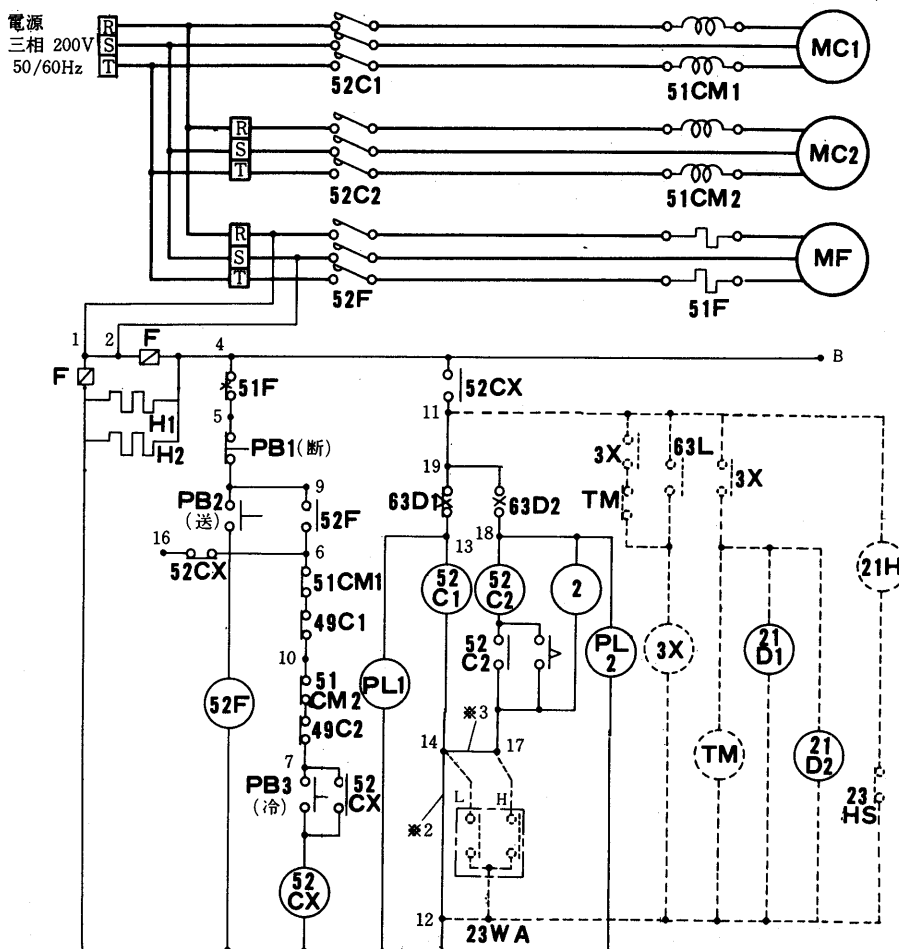 電源
三相 200V
50/60Hz
R
S
T
52C1
51CM1
MC1
R
S
T
52C2
51CM2
MC2
R
S
T
52F
51F
MF
1
2
F
4
B
F
H1
H2
51F
5
PB1(断)
9
PB2
(送)
52F
16
52CX
6
51CM1
49C1
10
51
CM2
49C2
7
PB3
(冷)
52
CX
52F
52
CX
52CX
11
19
63D1
63D2
13
18
52
C1
52
C2
2
52
C2
PL1
PL
2
※3
14
17
※2
L
H
12
23WA
3X
63L
3X
TM
21H
3X
21
D1
TM
21
D2
23
HS